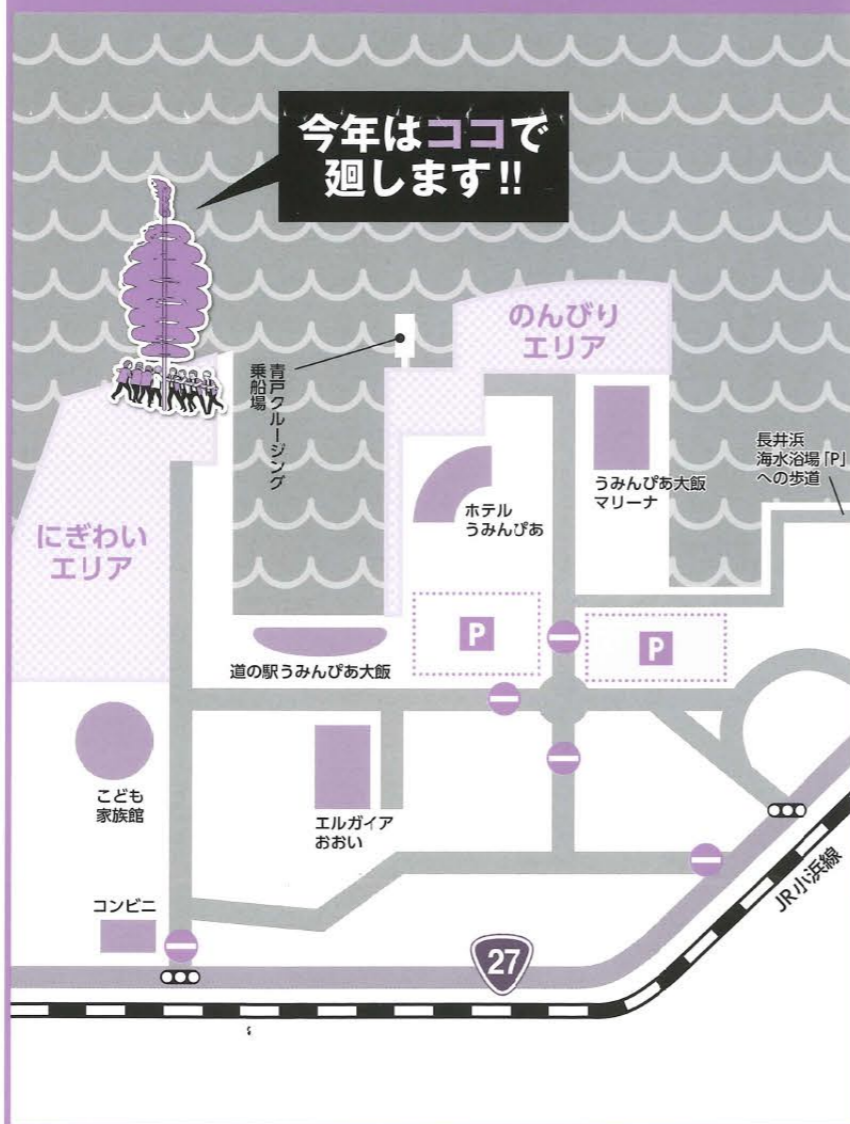 今年はココで
廻します!!
のんびり
エリア
青戸クルージング
乗船場
長井浜
海水浴場「P」
への歩道
うみんぴあ大飯
マリーナ
ホテル
うみんぴあ
にぎわい
エリア
P
P
道の駅うみんぴあ大飯
こども
家族館
エルガイア
おおい
コンビニ
JR小浜線
27